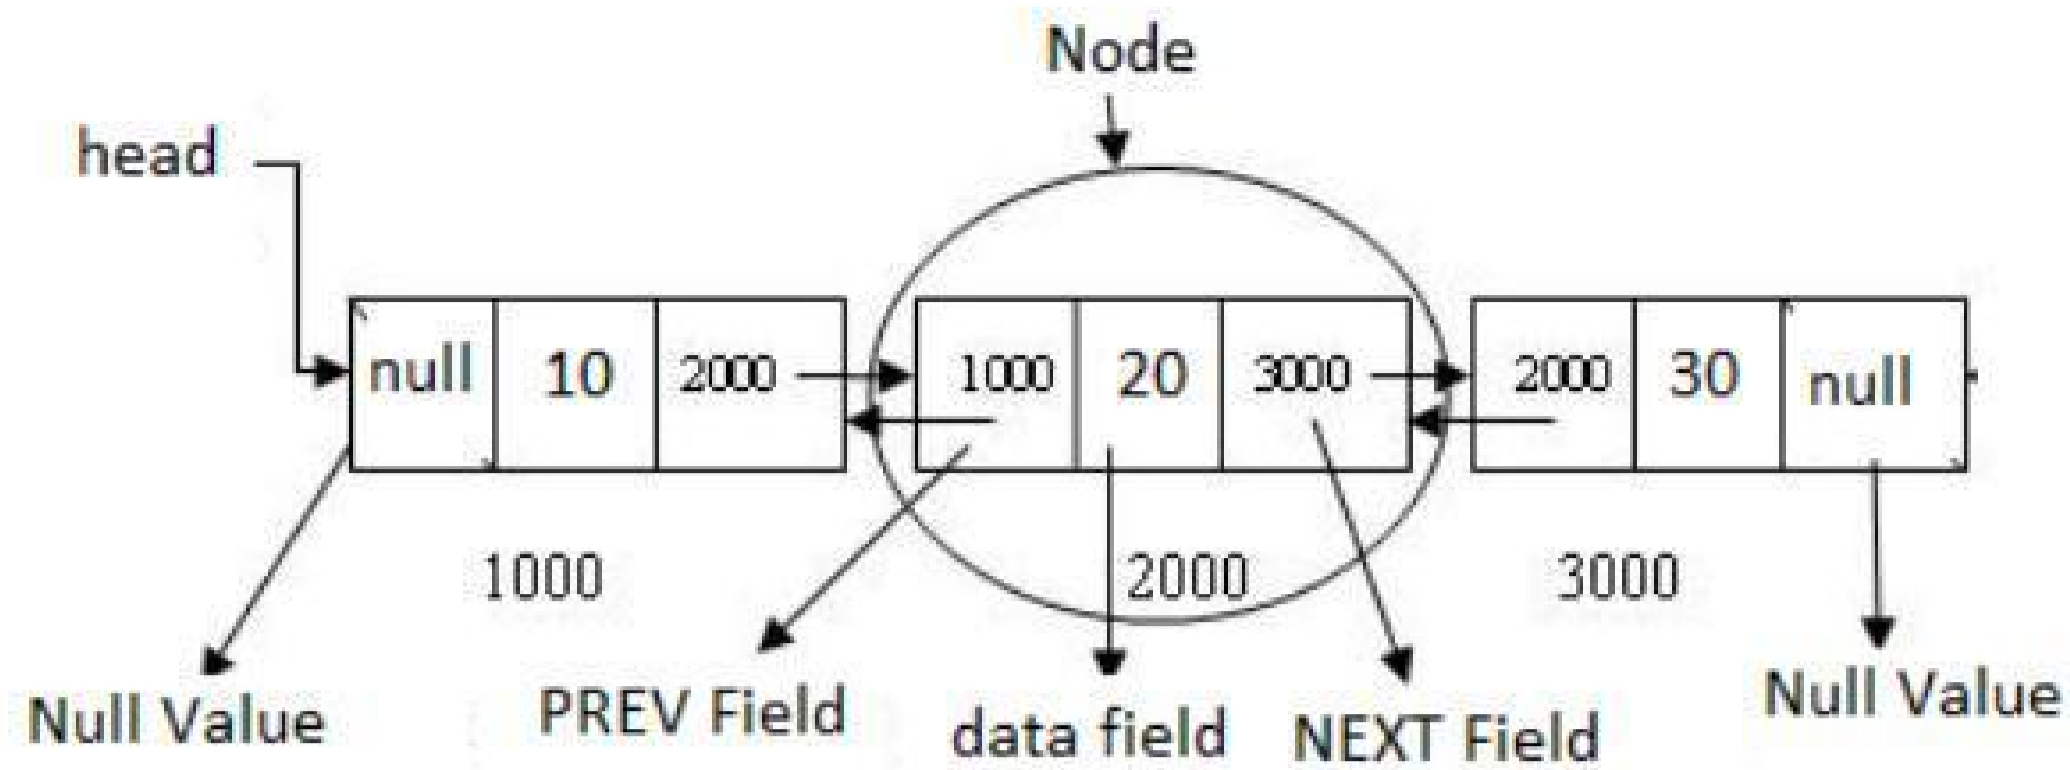 Node
head
null 10 2000 1000 20 3000 2000 30 null
1000 2000 3000
Null Value PREV Field data field NEXT Field Null Value